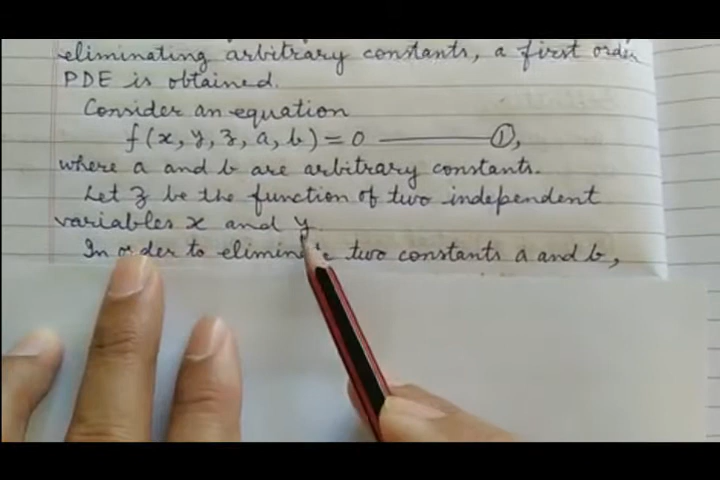 eliminating arbitrary constants, a first order
PDE is obtained.
Consider an equation
f(x, y, z, a, b) = 0 ——— ①,
where a and b are arbitrary constants.
Let z be the function of two independent
variables x and y.
In order to eliminate two constants a and b,